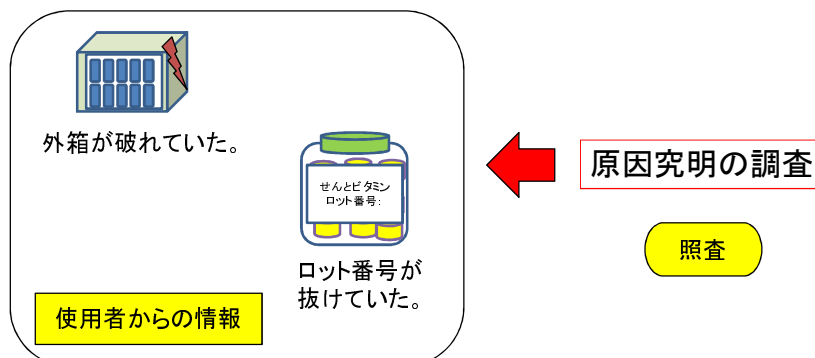 外箱が破れていた。
せんとビタミン
ロット番号:
ロット番号が
抜けていた。
使用者からの情報
原因究明の調査
照査